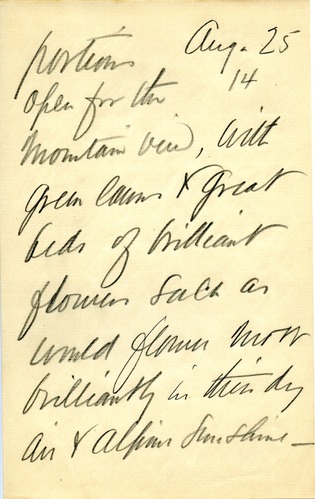 Aug. 25
14
portions
open for the
Mountain view, with
green lawns & great
beds of brilliant
flowers such as
would flower most
brilliantly in this dry
air & Alpine Sunshine —